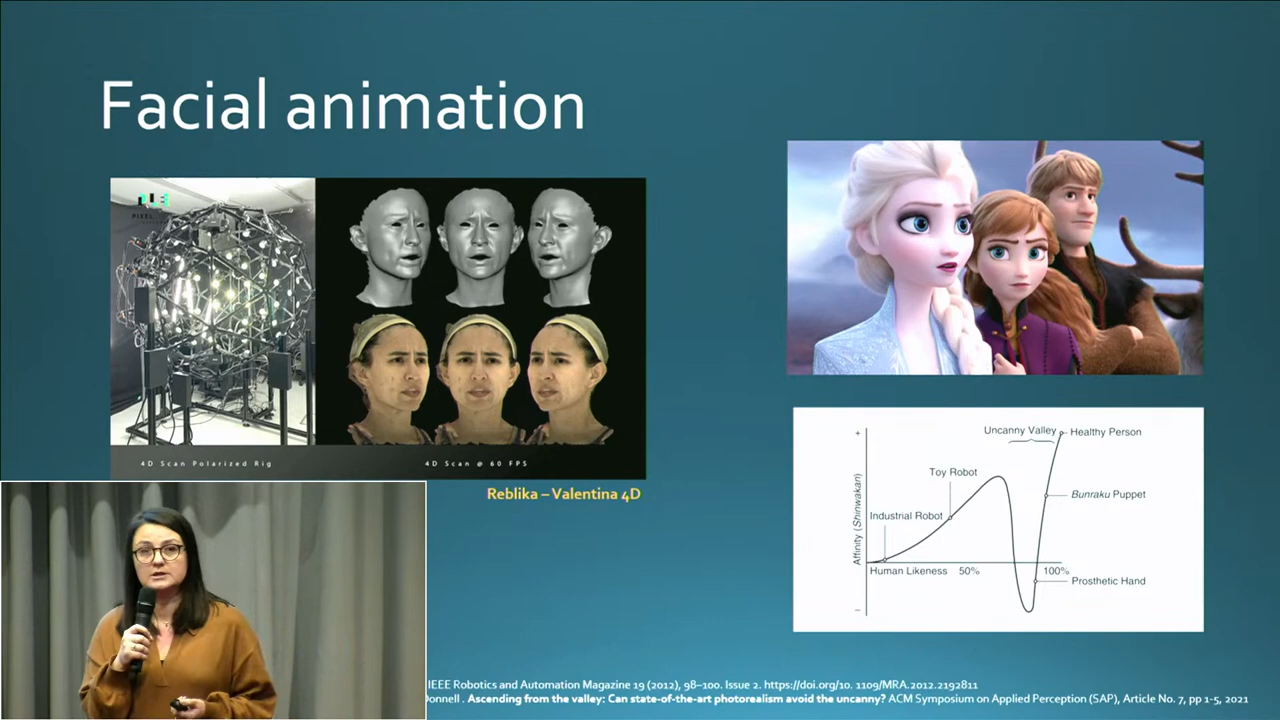 Facial animation
PIXEL
4D Scan Polarized Rig
4D Scan @ 60 FPS
Reblika – Valentina 4D
Uncanny Valley
Healthy Person
Toy Robot
Bunraku Puppet
Industrial Robot
Affinity (Shinwakan)
+
–
Human Likeness 50% 100%
Prosthetic Hand
IEEE Robotics and Automation Magazine 19 (2012), 98–100. Issue 2. https://doi.org/10. 1109/MRA.2012.2192811
Donnell . Ascending from the valley: Can state-of-the-art photorealism avoid the uncanny? ACM Symposium on Applied Perception (SAP), Article No. 7, pp 1-5, 2021